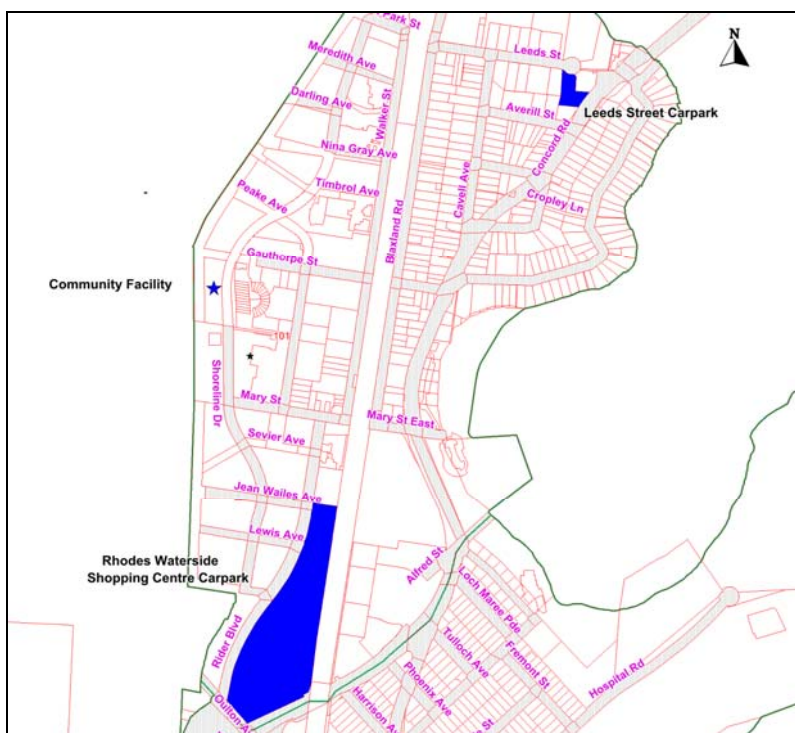 Park St
N
Meredith Ave
Leeds St
Walker St
Darling Ave
Averill St
Leeds Street Carpark
Concord Rd
Nina Gray Ave
Timbrol Ave
Cavell Ave
Peake Ave
Cropley Ln
Blaxland Rd
Gauthorpe St
Community Facility
101
Shoreline Dr
Mary St
Mary St East
Sevier Ave
Jean Wailes Ave
Lewis Ave
Rhodes Waterside
Shopping Centre Carpark
Alfred St
Loch Maree Pde
Rider Blvd
Tulloch Ave
Fremont St
Hospital Rd
Phoenix Ave
Harrison Av
Oulton A